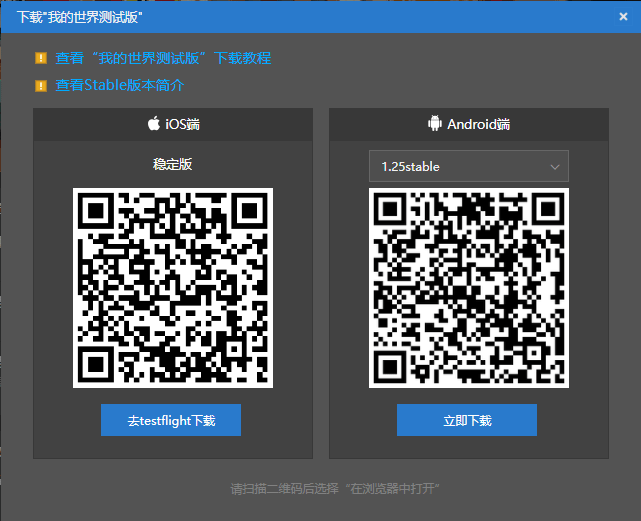 下载"我的世界测试版"
查看“我的世界测试版”下载教程
查看Stable版本简介
iOS端
稳定版
去testflight下载
Android端
1.25stable
立即下载
请扫描二维码后选择“在浏览器中打开”